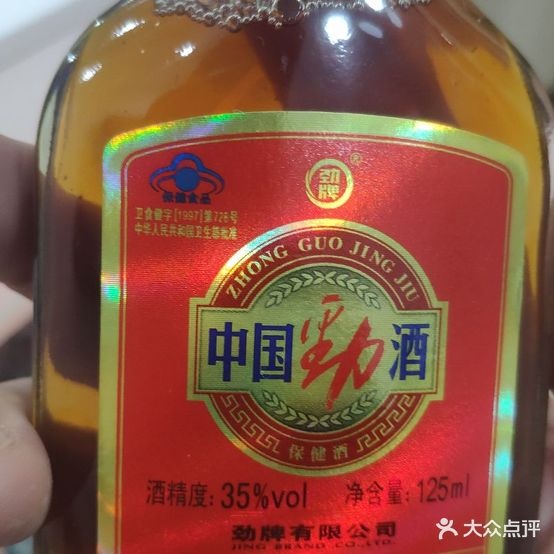 保健食品
劲牌®
卫食健字[1997]第728号
中华人民共和国卫生部批准
ZHONG GUO JING JIU
中国劲酒
保健酒
酒精度: 35%vol 净含量: 125ml
劲牌有限公司
JING BRAND CO.,LTD.
大众点评